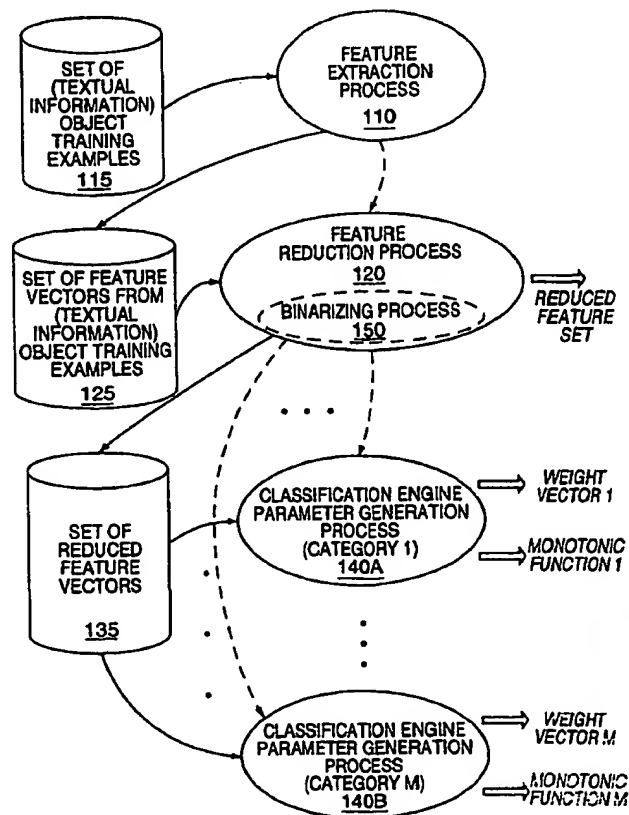 SET OF
(TEXTUAL
INFORMATION)
OBJECT
TRAINING
EXAMPLES
115
FEATURE
EXTRACTION
PROCESS
110
SET OF FEATURE
VECTORS FROM
(TEXTUAL
INFORMATION)
OBJECT TRAINING
EXAMPLES
125
FEATURE
REDUCTION PROCESS
120
BINARIZING PROCESS
150
REDUCED
FEATURE
SET
SET OF
REDUCED
FEATURE
VECTORS
135
CLASSIFICATION ENGINE
PARAMETER GENERATION
PROCESS
(CATEGORY 1)
140A
WEIGHT
VECTOR 1
MONOTONIC
FUNCTION 1
CLASSIFICATION ENGINE
PARAMETER GENERATION
PROCESS
(CATEGORY M)
140B
WEIGHT
VECTOR M
MONOTONIC
FUNCTION M